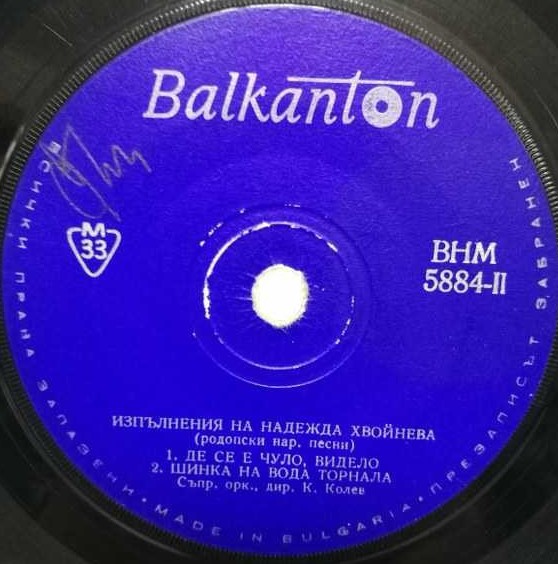 Balkanton
М
33
ВНМ
5884-II
ИЗПЪЛНЕНИЯ НА НАДЕЖДА ХВОЙНЕВА
(родопски нар. песни)
1. ДЕ СЕ Е ЧУЛО, ВИДЕЛО
2. ШИНКА НА ВОДА ТОРНАЛА
Съпр. орк., дир. К. Колев
ВСИЧКИ ПРАВА ЗАПАЗЕНИ • MADE IN BULGARIA • ПРЕЗАПИСЪТ ЗАБРАНЕН